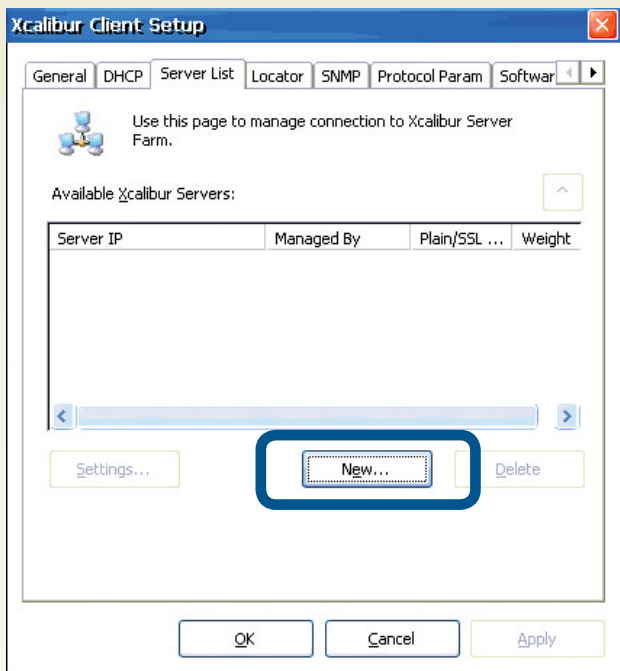 Xcalibur Client Setup
General DHCP Server List Locator SNMP Protocol Param Softwar
Use this page to manage connection to Xcalibur Server
Farm.
Available Xcalibur Servers:
Server IP Managed By Plain/SSL ... Weight
Settings... New... Delete
OK Cancel Apply